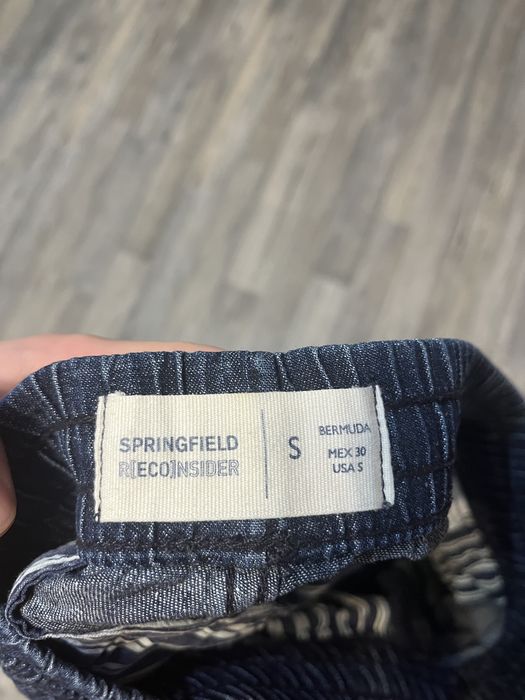 SPRINGFIELD
R[ECO]NSIDER
S
BERMUDA
MEX 30
USA S